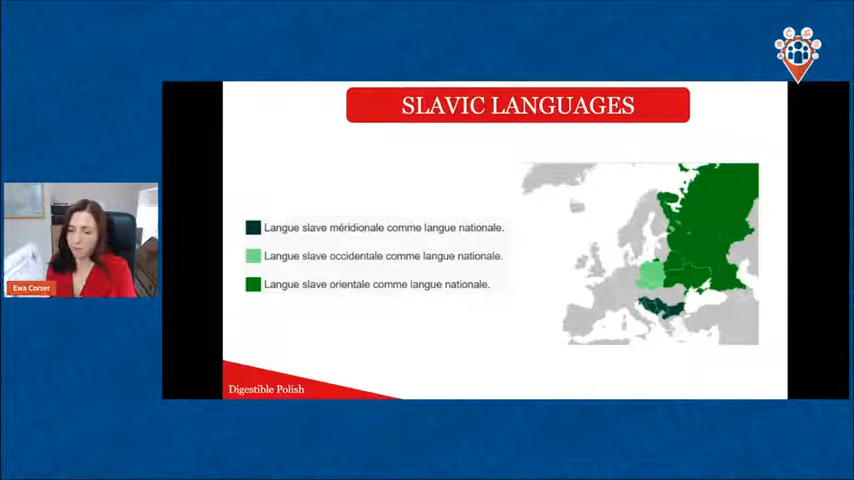 SLAVIC LANGUAGES
Langue slave méridionale comme langue nationale.
Langue slave occidentale comme langue nationale.
Langue slave orientale comme langue nationale.
Ewa Corser
Digestible Polish